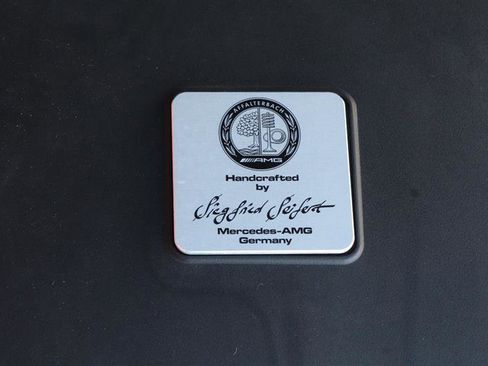 AFFALTERBACH
AMG
Handcrafted
by
Siegfried Seifert
Mercedes-AMG
Germany